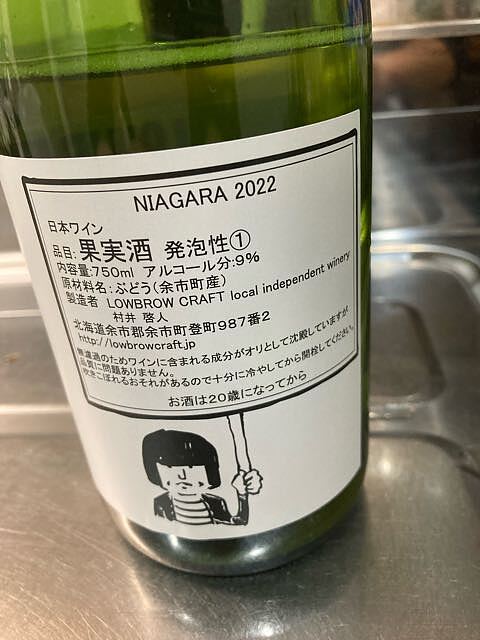 NIAGARA 2022
日本ワイン
品目:果実酒 発泡性①
内容量:750ml アルコール分:9%
原材料名:ぶどう(余市町産)
製造者 LOWBROW CRAFT local independent winery
村井 啓人
北海道余市郡余市町登町987番2
http://lowbrowcraft.jp
無濾過のためワインに含まれる成分がオリとして沈殿していますが、
品質に問題ありません。
吹きこぼれるおそれがあるので十分に冷やしてから開栓してください。
お酒は20歳になってから